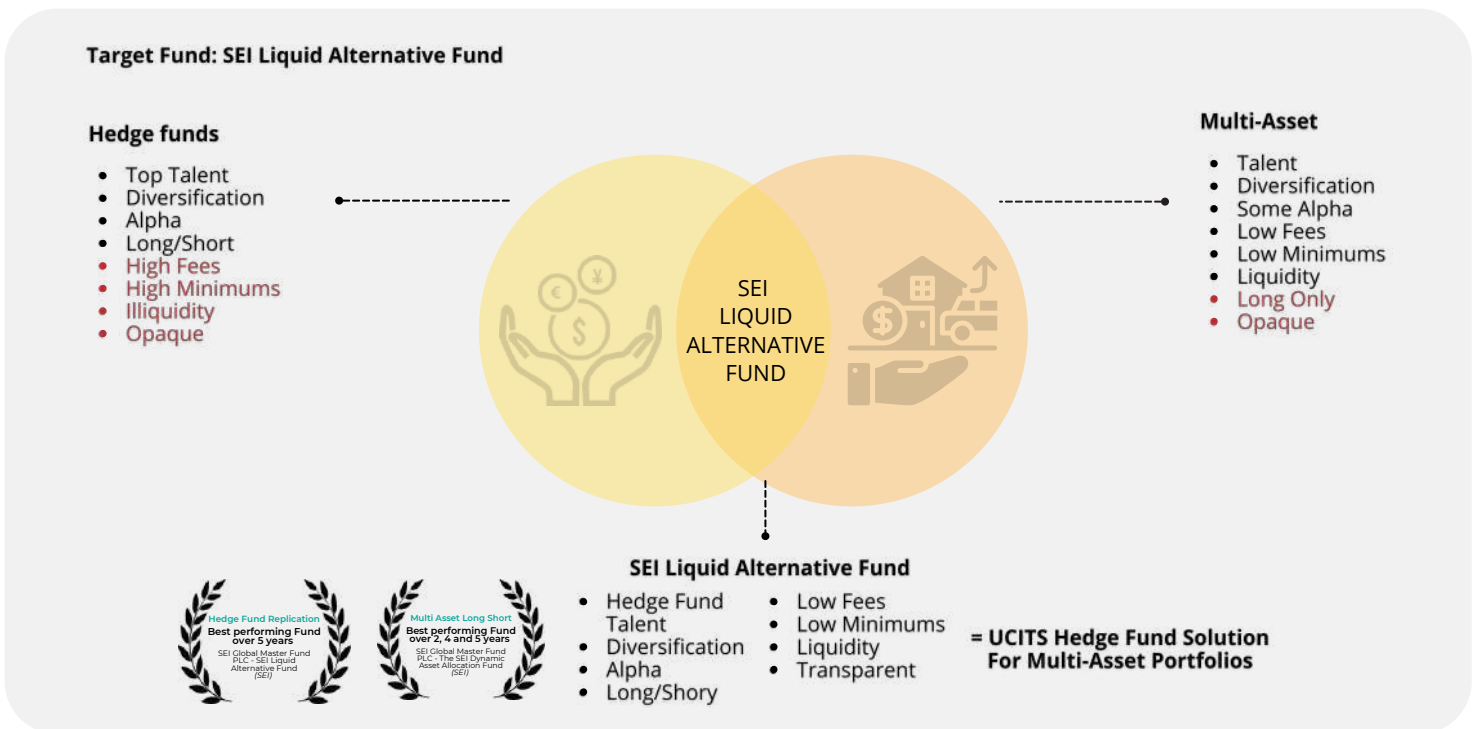 Target Fund: SEI Liquid Alternative Fund
Hedge funds
• Top Talent
• Diversification
• Alpha
• Long/Short
• High Fees
• High Minimums
• Illiquidity
• Opaque
Multi-Asset
• Talent
• Diversification
• Some Alpha
• Low Fees
• Low Minimums
• Liquidity
• Long Only
• Opaque
€
¥
$
SEI
LIQUID
ALTERNATIVE
FUND
$
Hedge Fund Replication
Best performing Fund
over 5 years
SEI Global Master Fund
PLC - SEI Liquid
Alternative Fund
(SEI)
Multi Asset Long Short
Best performing Fund
over 2, 4 and 5 years
SEI Global Master Fund
PLC - The SEI Dynamic
Asset Allocation Fund
(SEI)
SEI Liquid Alternative Fund
• Hedge Fund
Talent
• Diversification
• Alpha
• Long/Shory
• Low Fees
• Low Minimums
• Liquidity
• Transparent
= UCITS Hedge Fund Solution
For Multi-Asset Portfolios